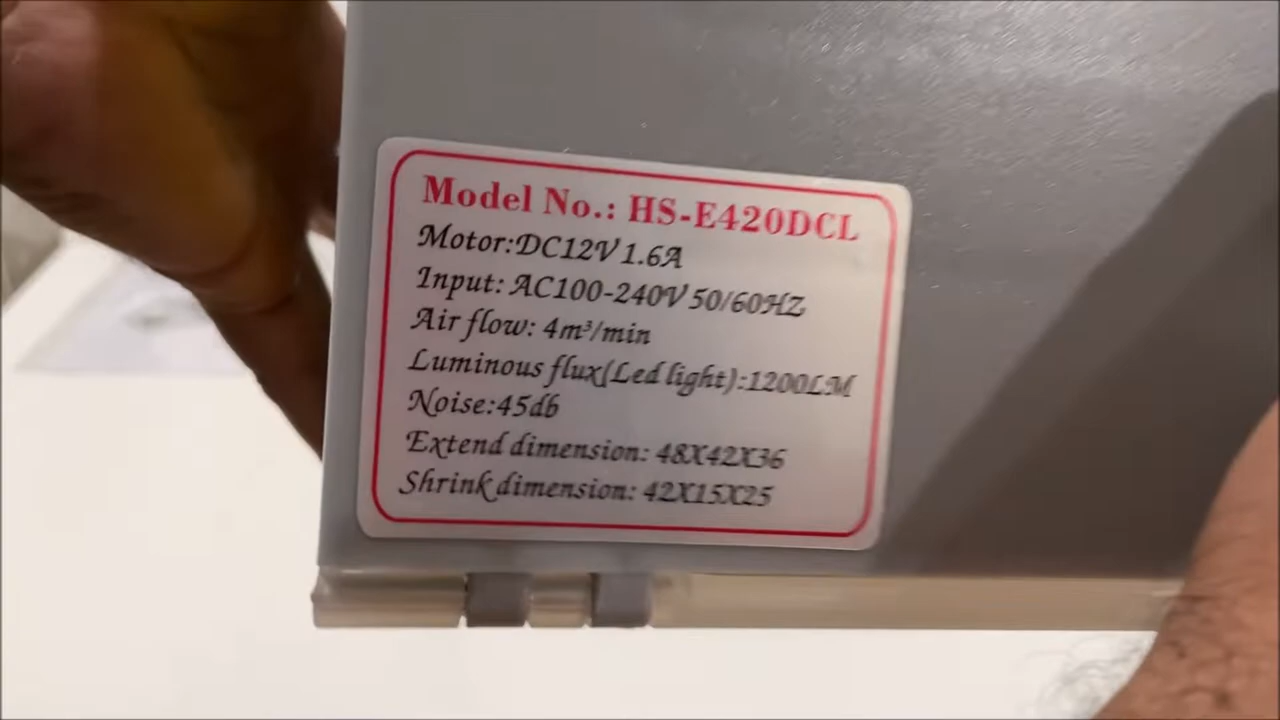 Model No.: HS-E420DCL
Motor:DC12V 1.6A
Input: AC100-240V 50/60HZ
Air flow: 4m³/min
Luminous flux(Led light):1200LM
Noise:45db
Extend dimension: 48X42X36
Shrink dimension: 42X15X25